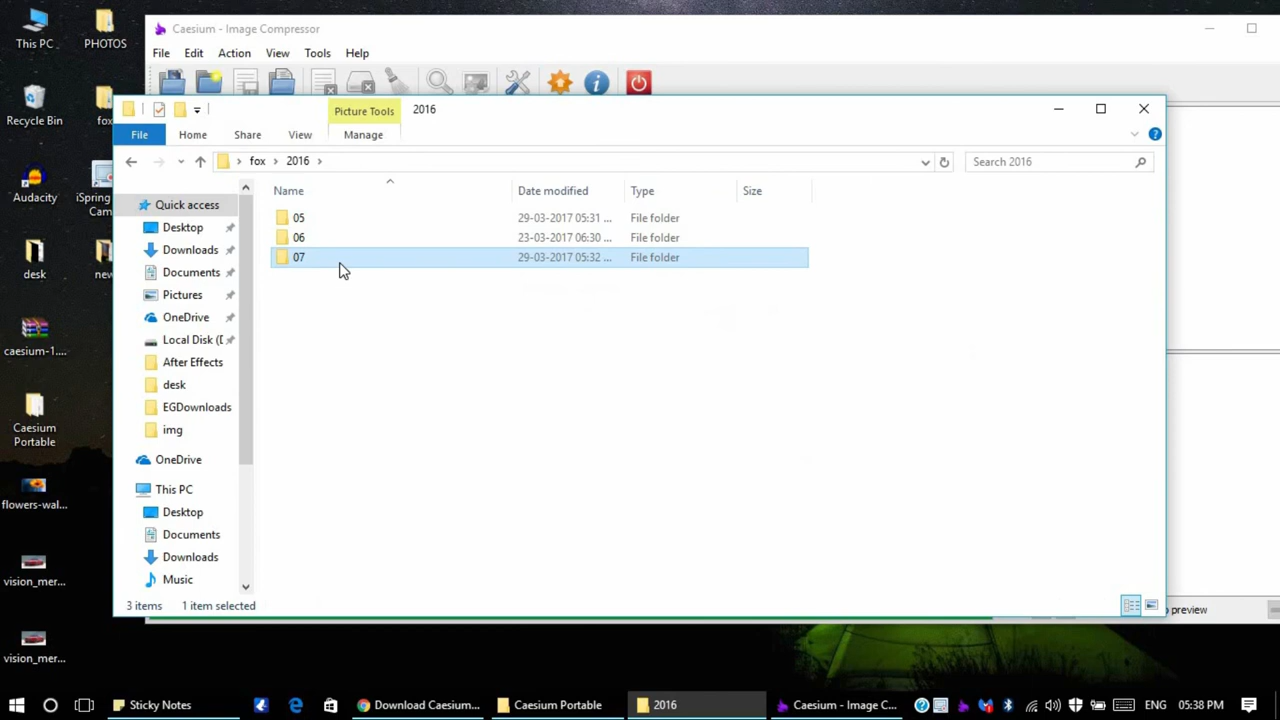 This PC
PHOTOS
Caesium - Image Compressor
File Edit Action View Tools Help
Recycle Bin
fox
Picture Tools
2016
File Home Share View Manage
fox 2016
Search 2016
Audacity
iSpring
Cam
Name Date modified Type Size
Quick access
Desktop
Downloads
Documents
Pictures
OneDrive
Local Disk (
After Effects
desk
EGDownloads
img
OneDrive
This PC
Desktop
Documents
Downloads
Music
05 29-03-2017 05:31 ... File folder
06 23-03-2017 06:30 ... File folder
07 29-03-2017 05:32 ... File folder
desk
new
caesium-1....
Caesium
Portable
flowers-wal...
vision_mer...
vision_mer...
3 items 1 item selected
preview
Sticky Notes
Download Caesium...
Caesium Portable
2016
Caesium - Image C...
05:38 PM